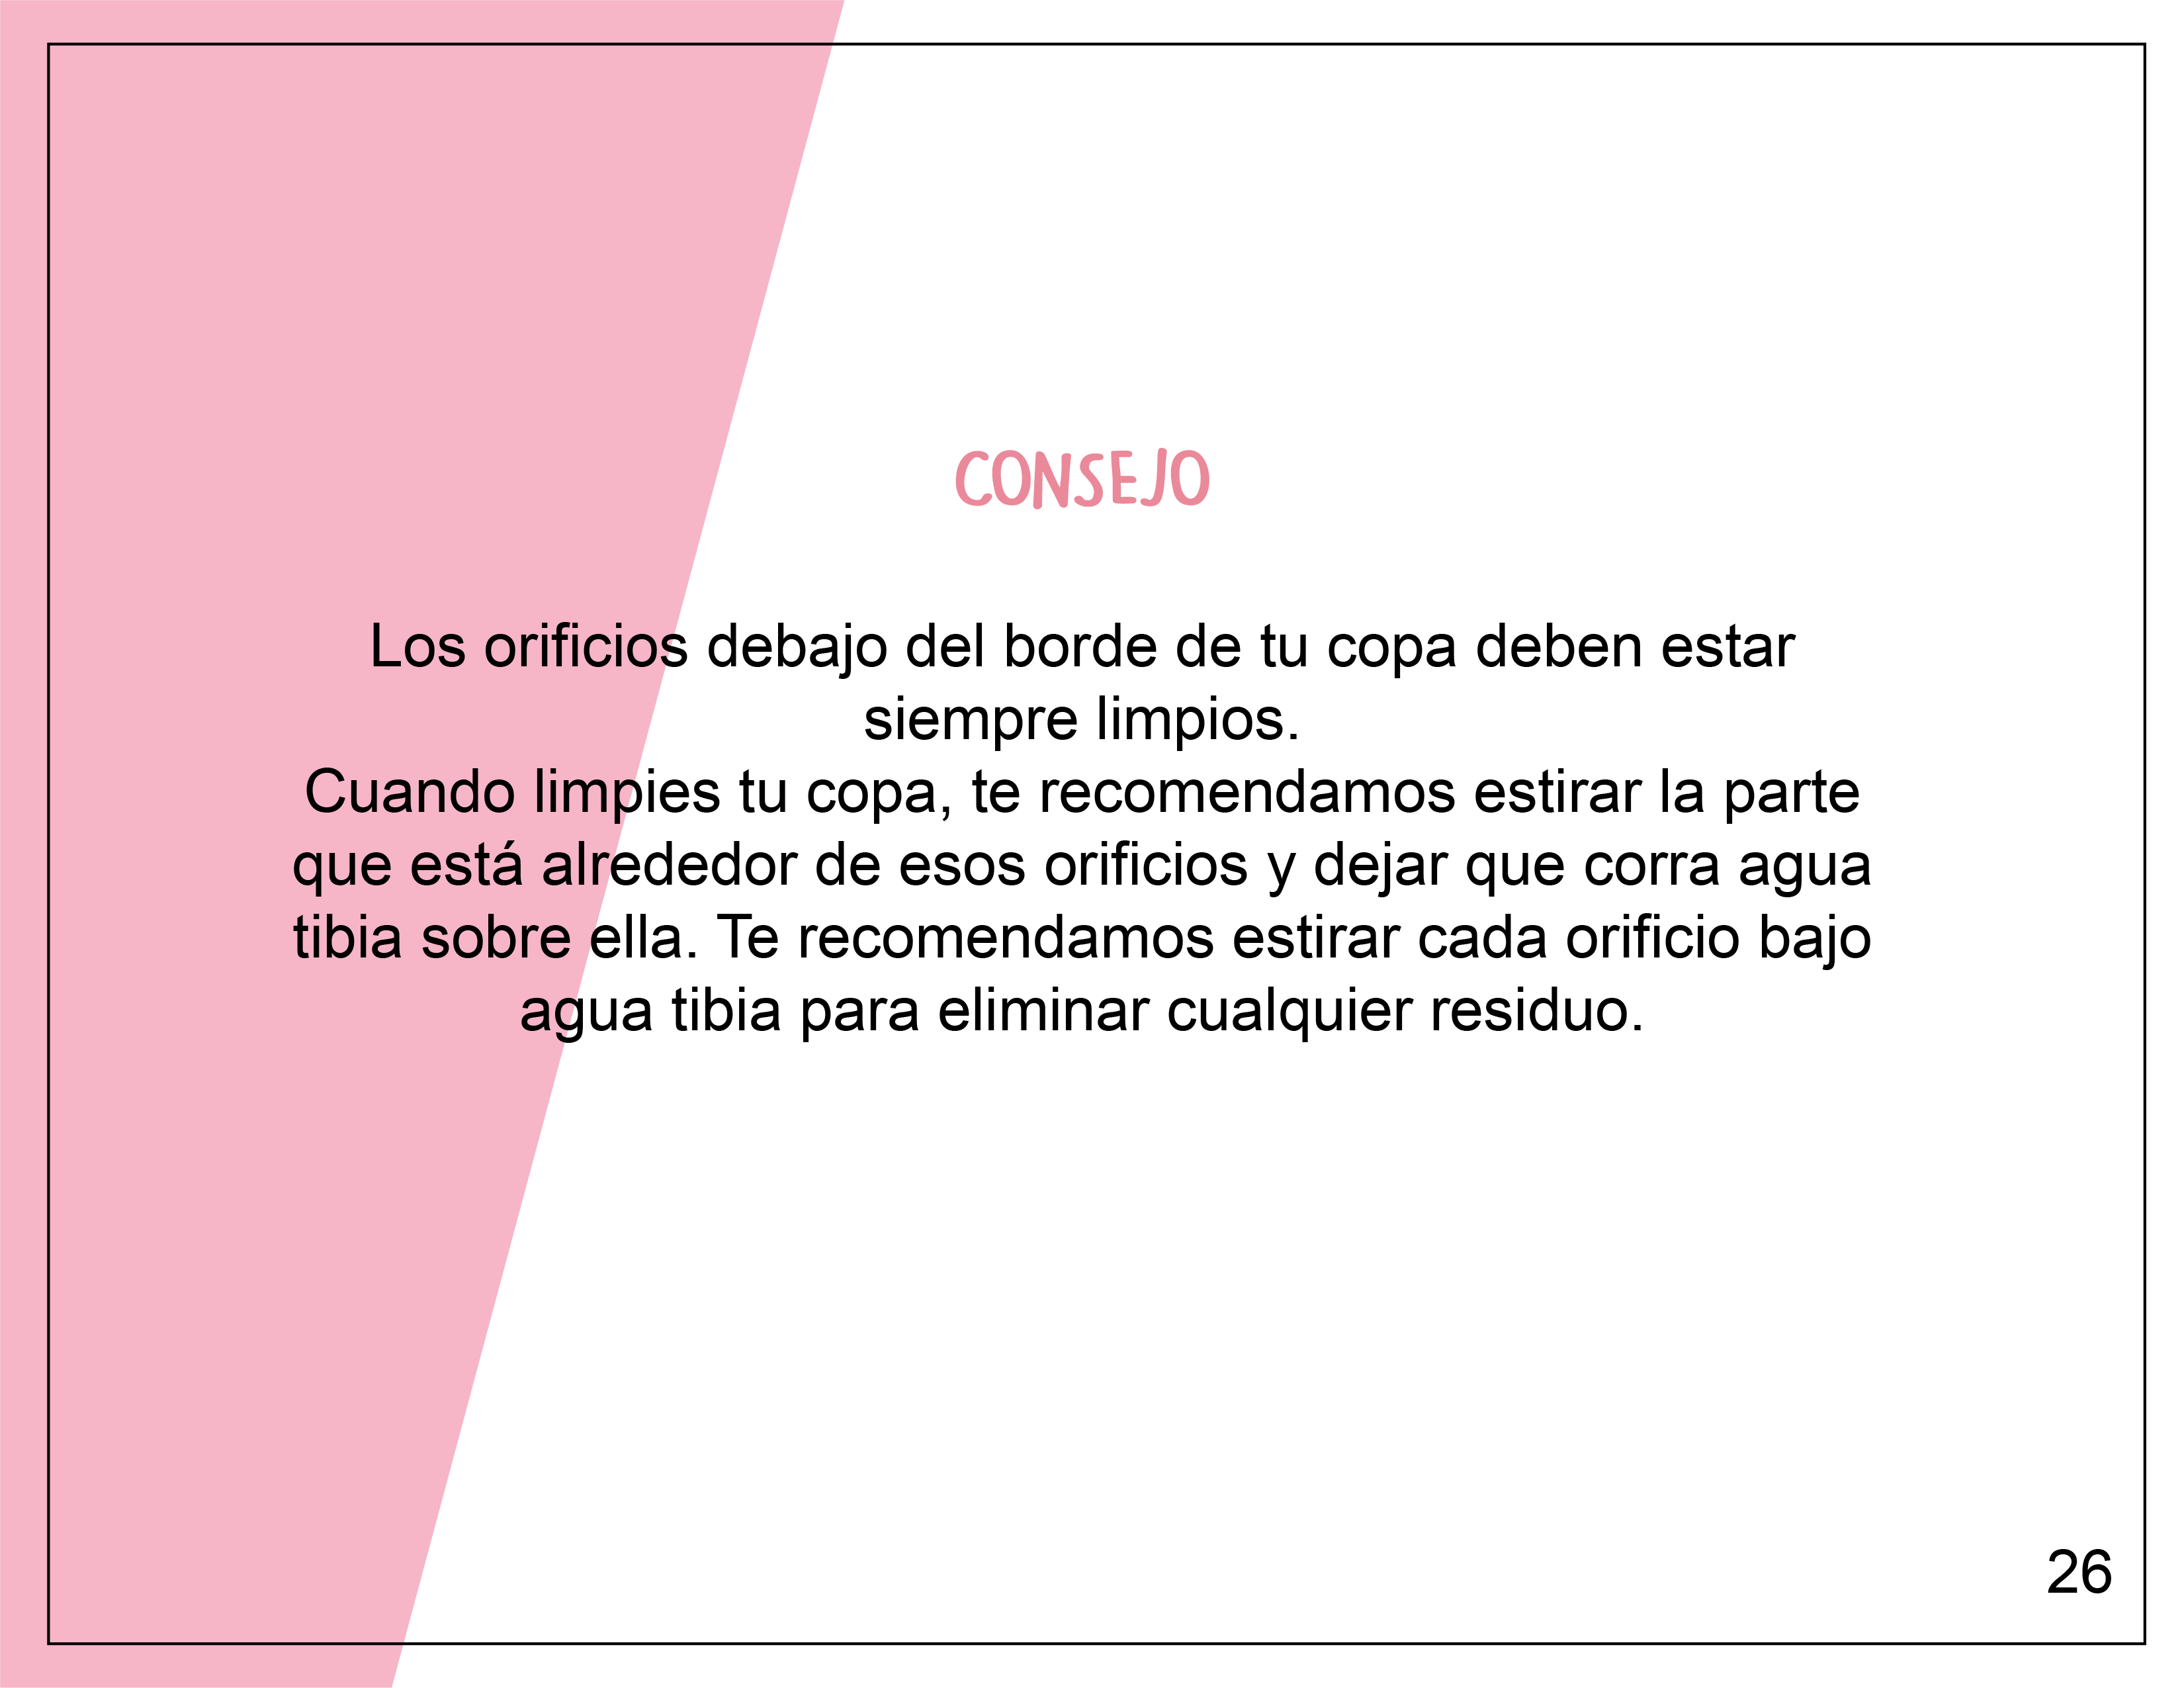 CONSEJO
Los orificios debajo del borde de tu copa deben estar
siempre limpios.
Cuando limpies tu copa, te recomendamos estirar la parte
que está alrededor de esos orificios y dejar que corra agua
tibia sobre ella. Te recomendamos estirar cada orificio bajo
agua tibia para eliminar cualquier residuo.
26